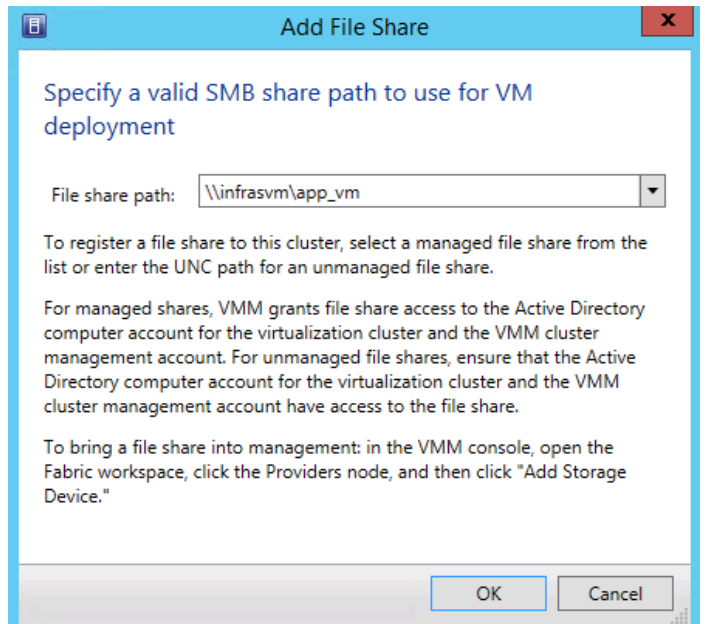 Add File Share
x
Specify a valid SMB share path to use for VM
deployment
File share path: \\infrasvm\app_vm
To register a file share to this cluster, select a managed file share from the
list or enter the UNC path for an unmanaged file share.
For managed shares, VMM grants file share access to the Active Directory
computer account for the virtualization cluster and the VMM cluster
management account. For unmanaged file shares, ensure that the Active
Directory computer account for the virtualization cluster and the VMM
cluster management account have access to the file share.
To bring a file share into management: in the VMM console, open the
Fabric workspace, click the Providers node, and then click "Add Storage
Device."
OK Cancel